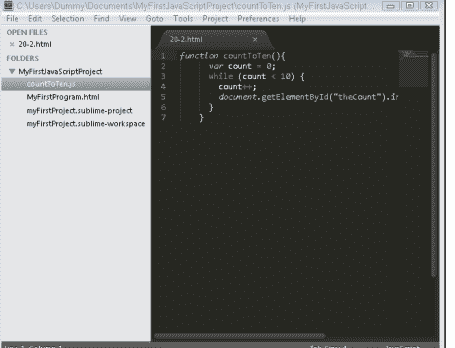 C:\Users\Dummy\Documents\MyFirstJavaScriptProject\countToTen.js (MyFirstJavaScript
File Edit Selection Find View Goto Tools Project Preferences Help
OPEN FILES
× 20-2.html
FOLDERS
MyFirstJavaScriptProject
countToTen.js
MyFirstProgram.html
myFirstProject.sublime-project
myFirstProject.sublime-workspace
20-2.html ×
1 function countToTen(){
2 var count = 0;
3 while (count < 10) {
4 count++;
5 document.getElementById("theCount").in
6 }
7 }